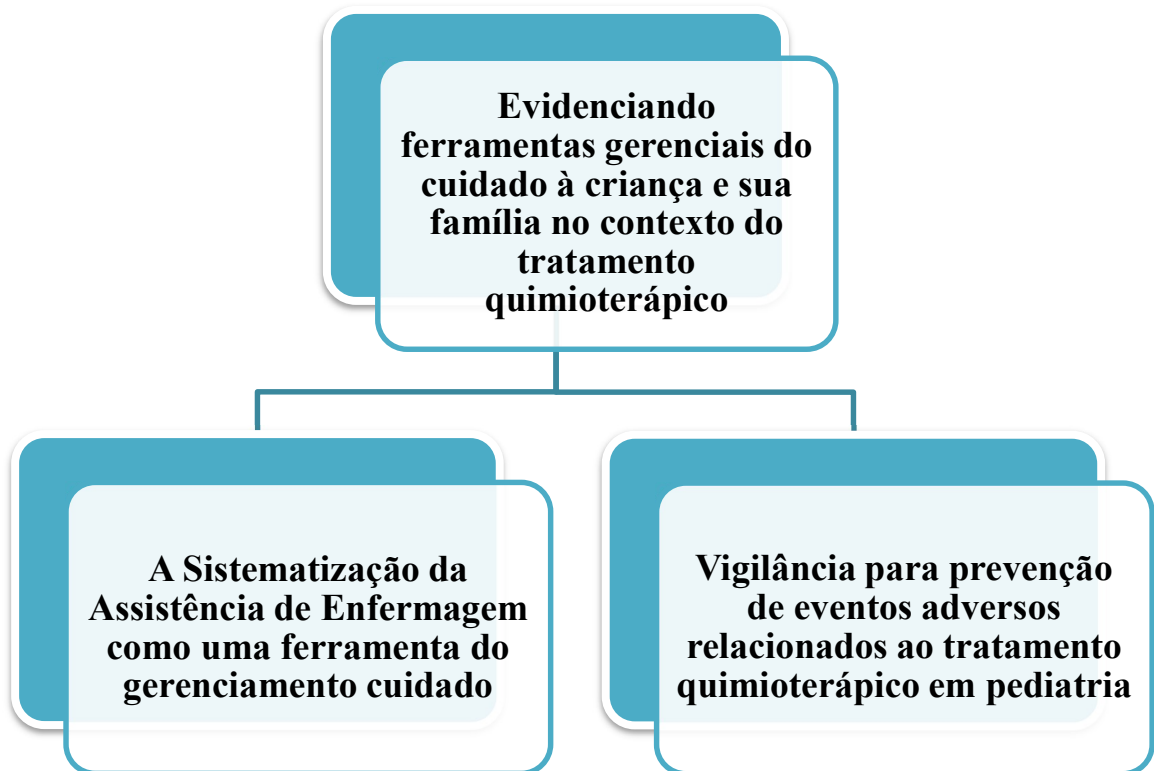 Evidenciando
ferramentas gerenciais do
cuidado à criança e sua
família no contexto do
tratamento
quimioterápico
A Sistematização da
Assistência de Enfermagem
como uma ferramenta do
gerenciamento cuidado
Vigilância para prevenção
de eventos adversos
relacionados ao tratamento
quimioterápico em pediatria